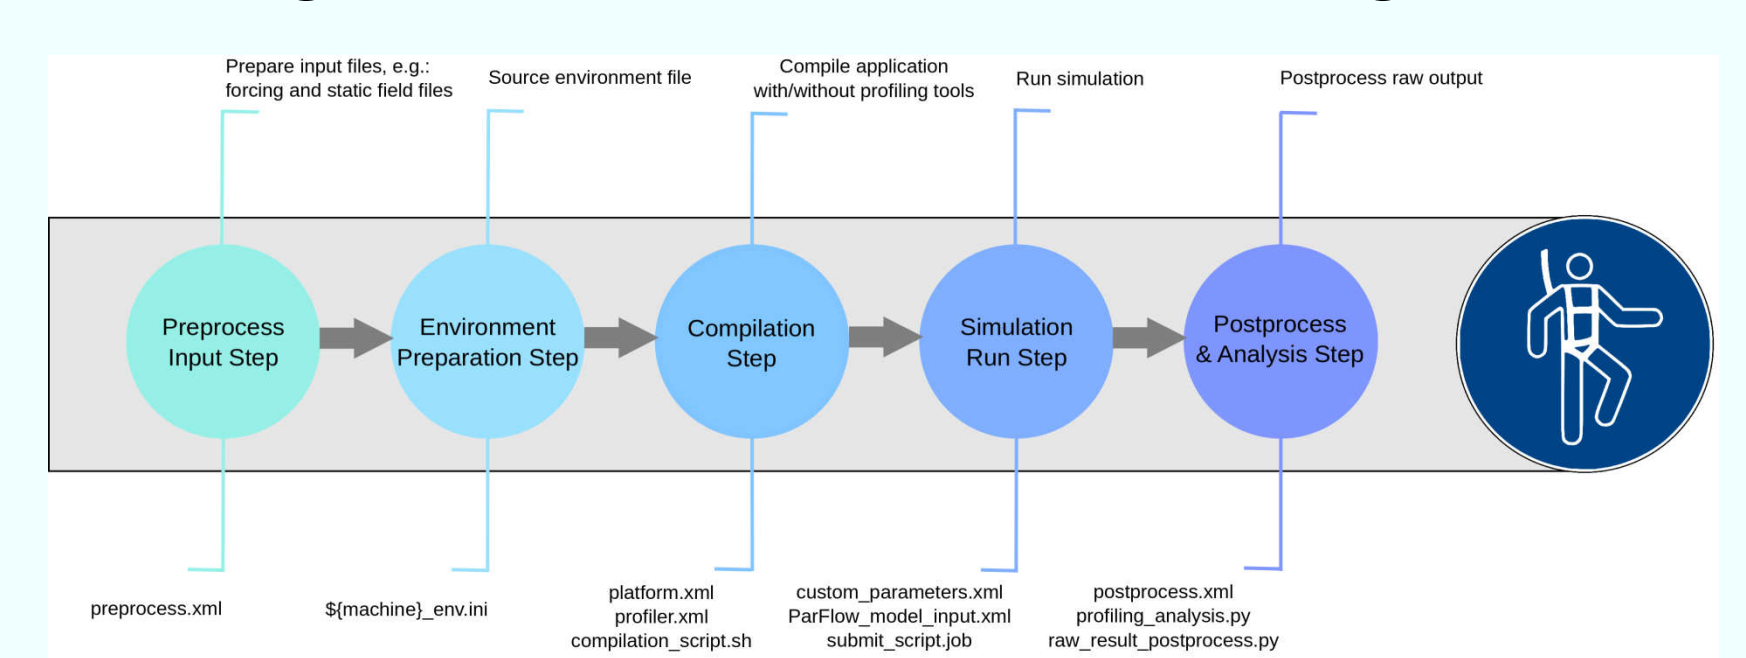 Prepare input files, e.g.:
forcing and static field files
Source environment file
Compile application
with/without profiling tools
Run simulation
Postprocess raw output
Preprocess
Input Step
Environment
Preparation Step
Compilation
Step
Simulation
Run Step
Postprocess
& Analysis Step
preprocess.xml
${machine}_env.ini
platform.xml
profiler.xml
compilation_script.sh
custom_parameters.xml
ParFlow_model_input.xml
submit_script.job
postprocess.xml
profiling_analysis.py
raw_result_postprocess.py